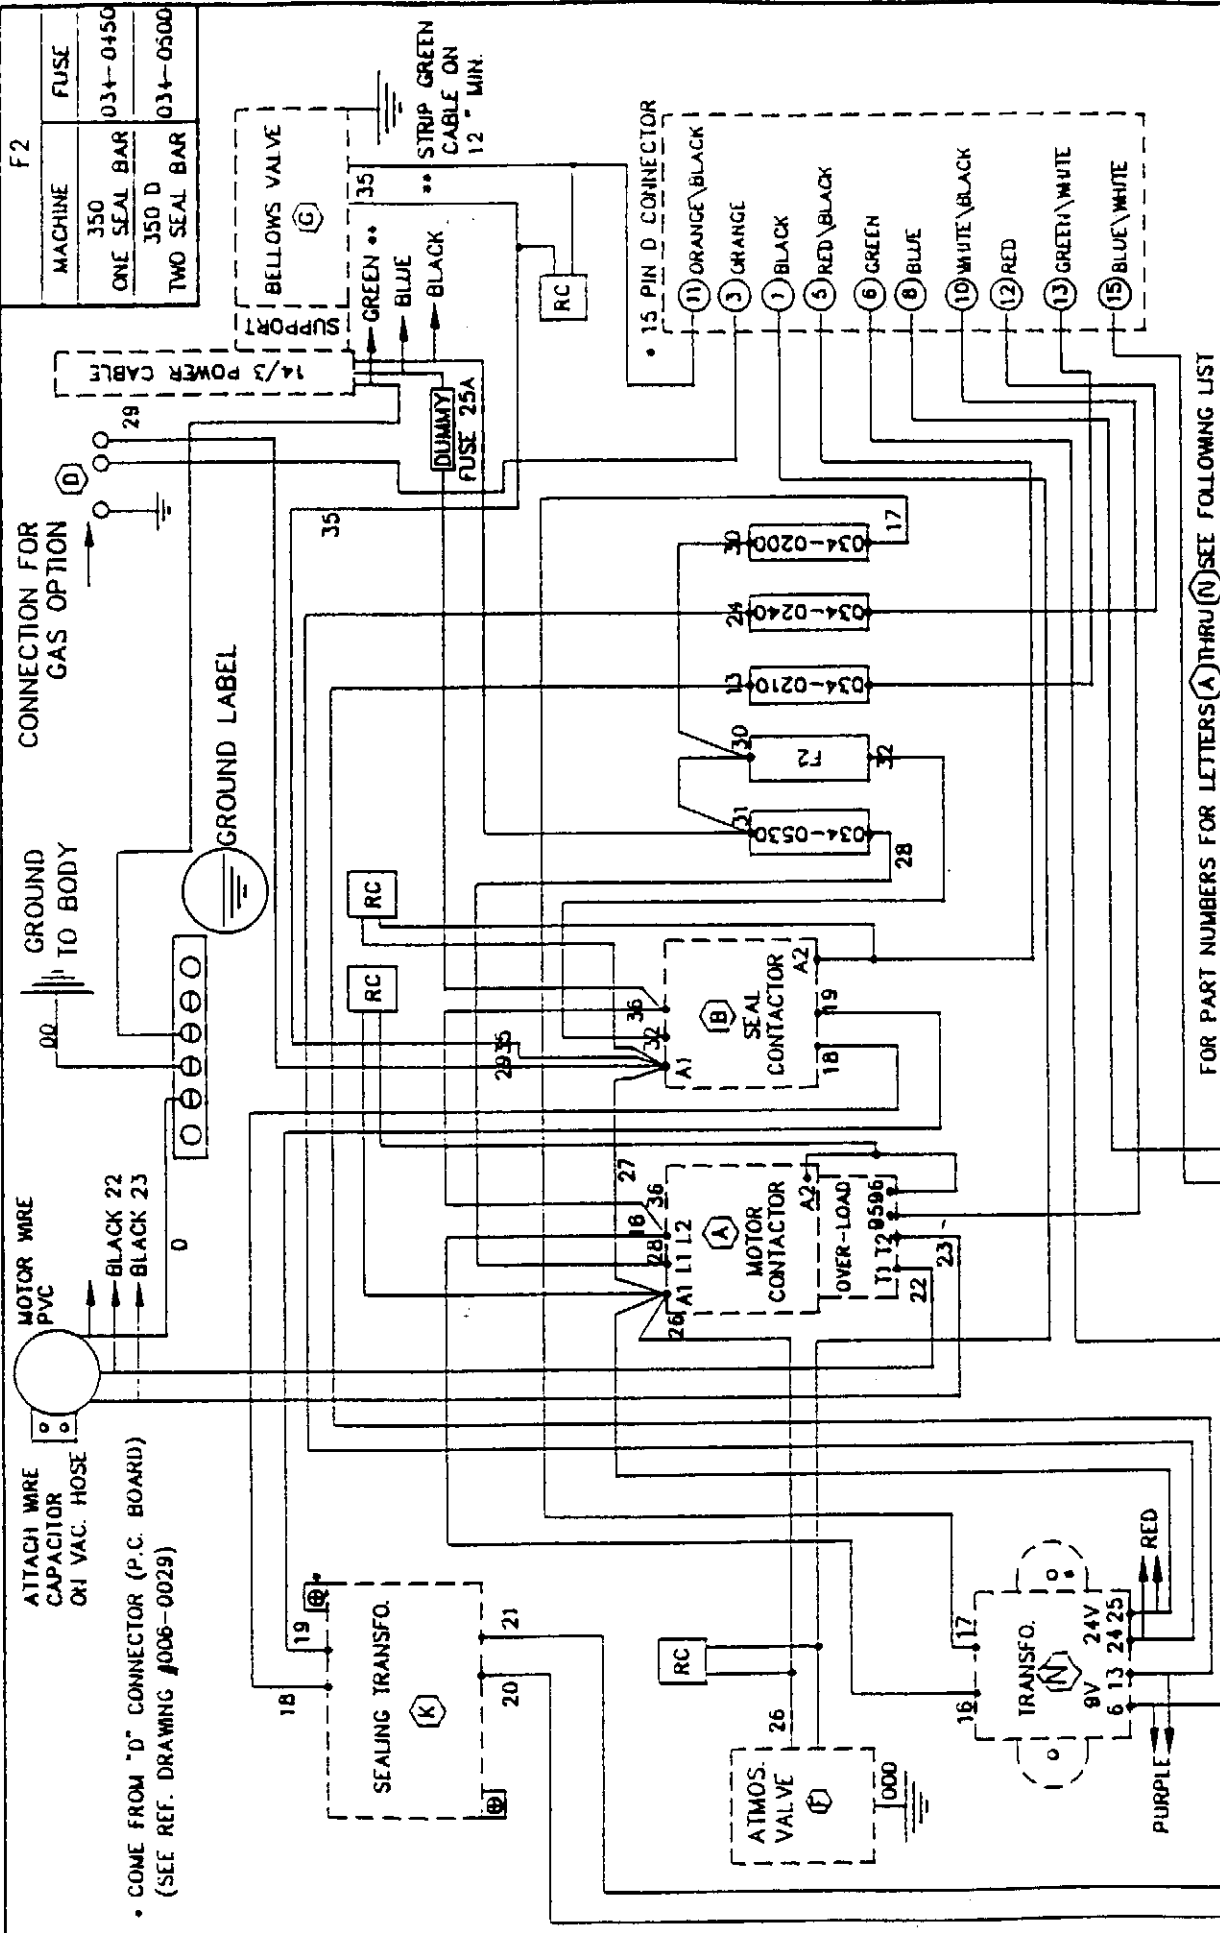 F2
MACHINE FUSE
350
ONE SEAL BAR
034-0450
350 D
TWO SEAL BAR
034-0500
BELLOWS VALVE
G
SUPPORT
14/3 POWER CABLE
GREEN **
BLUE
BLACK
35
** STRIP GREEN
CABLE ON
12 " MIN.
RC
CONNECTION FOR
GAS OPTION
D
29
35
DUMMY
FUSE 25A
* 15 PIN D CONNECTOR
11 ORANGE\BLACK
3 ORANGE
1 BLACK
5 RED\BLACK
6 GREEN
8 BLUE
10 WHITE\BLACK
12 RED
13 GREEN\WHITE
15 BLUE\WHITE
GROUND
TO BODY
00
GROUND LABEL
30
034-0200
17
24
034-0240
13
034-0210
30
F2
32
31
034-0530
28
RC
RC
29 35
36
32
A1
B
SEAL
CONTACTOR
A2
19
18
MOTOR WIRE
PVC
BLACK 22
BLACK 23
0
27
16
36
28
L2
L1
A1
26
A
MOTOR
CONTACTOR
A2
OVER-LOAD
T1 T2 95 96
22
23
ATTACH WIRE
CAPACITOR
ON VAC. HOSE
* COME FROM "D" CONNECTOR (P.C. BOARD)
(SEE REF. DRAWING #006-0029)
19
18
SEALING TRANSFO.
K
21
20
RC
26
ATMOS.
VALVE
F
000
17
16
TRANSFO.
N
9V 24V
6 13 24 25
RED
PURPLE
FOR PART NUMBERS FOR LETTERS A THRU N SEE FOLLOWING LIST